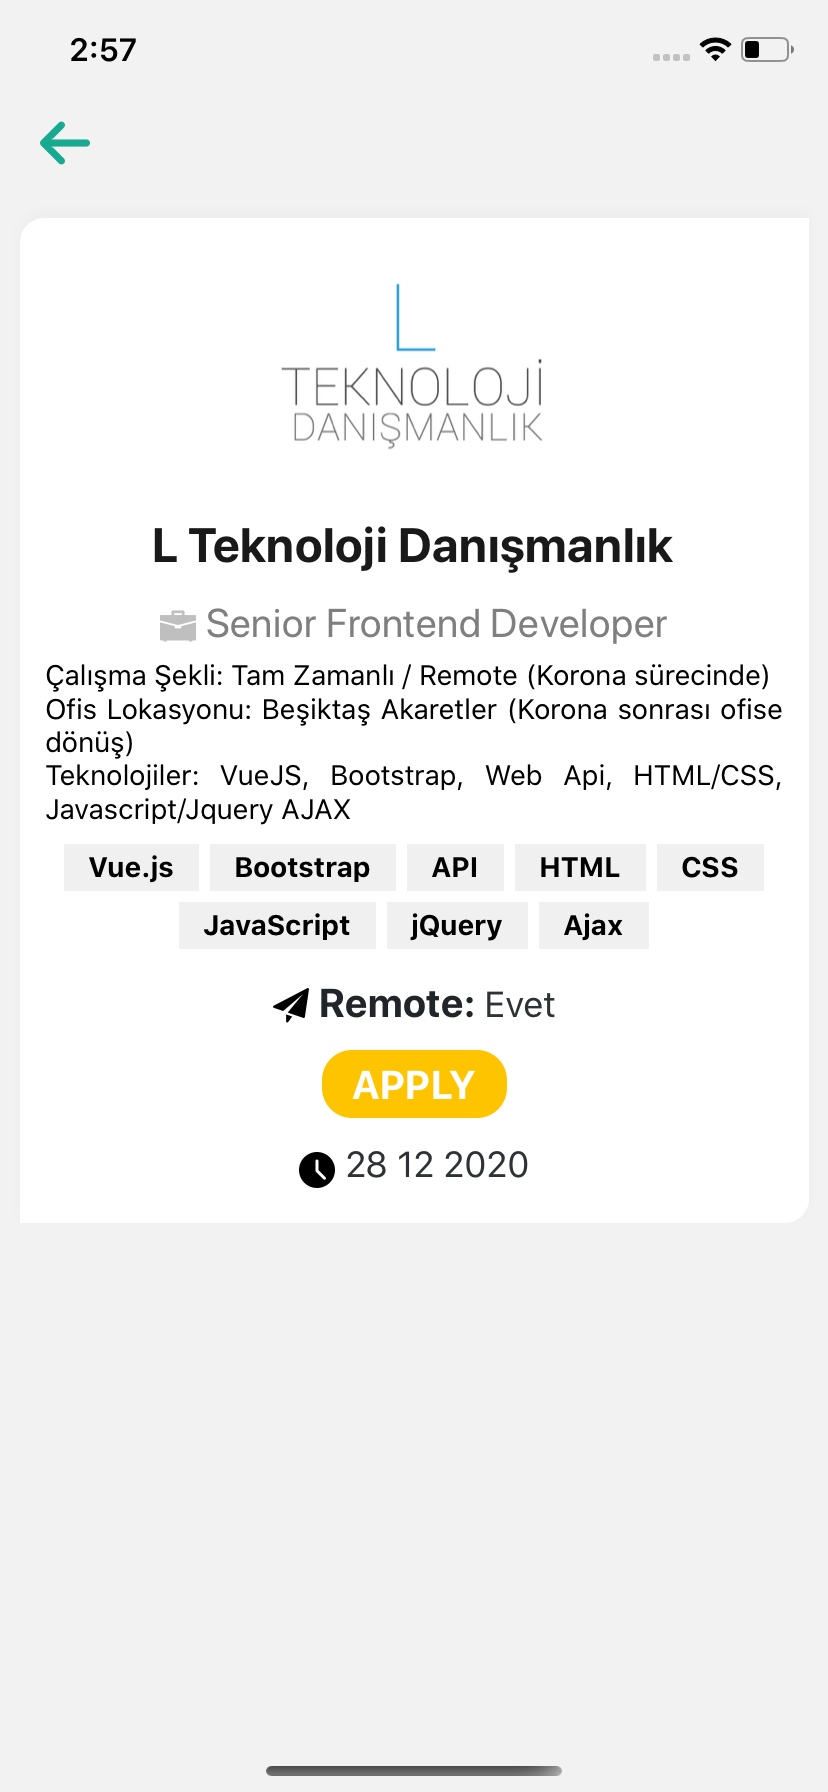 2:57
L
TEKNOLOJİ
DANIŞMANLIK
L Teknoloji Danışmanlık
Senior Frontend Developer
Çalışma Şekli: Tam Zamanlı / Remote (Korona sürecinde)
Ofis Lokasyonu: Beşiktaş Akaretler (Korona sonrası ofise
dönüş)
Teknolojiler: VueJS, Bootstrap, Web Api, HTML/CSS,
Javascript/Jquery AJAX
Vue.js Bootstrap API HTML CSS
JavaScript jQuery Ajax
Remote: Evet
APPLY
28 12 2020